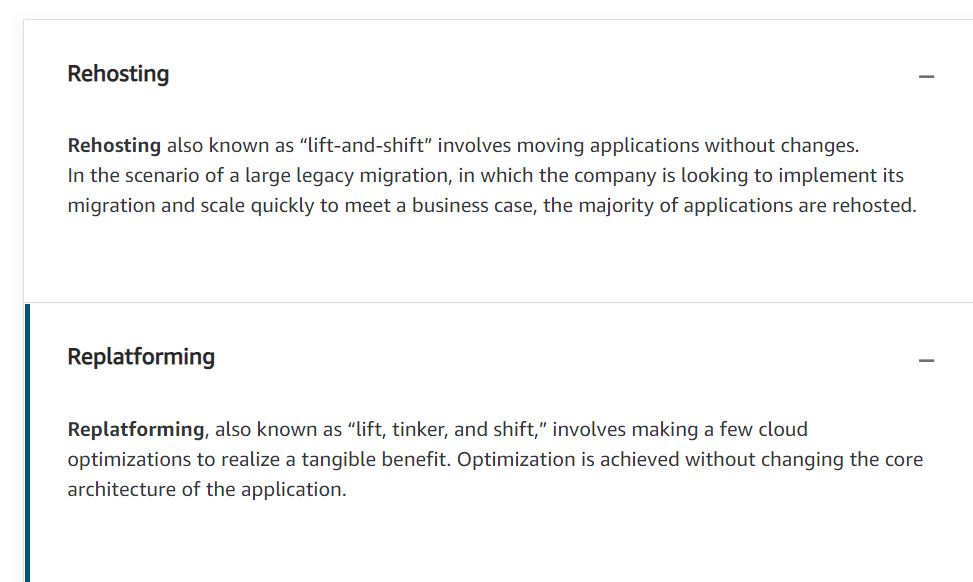 Rehosting
Rehosting also known as “lift-and-shift” involves moving applications without changes.
In the scenario of a large legacy migration, in which the company is looking to implement its
migration and scale quickly to meet a business case, the majority of applications are rehosted.
Replatforming
Replatforming, also known as “lift, tinker, and shift,” involves making a few cloud
optimizations to realize a tangible benefit. Optimization is achieved without changing the core
architecture of the application.